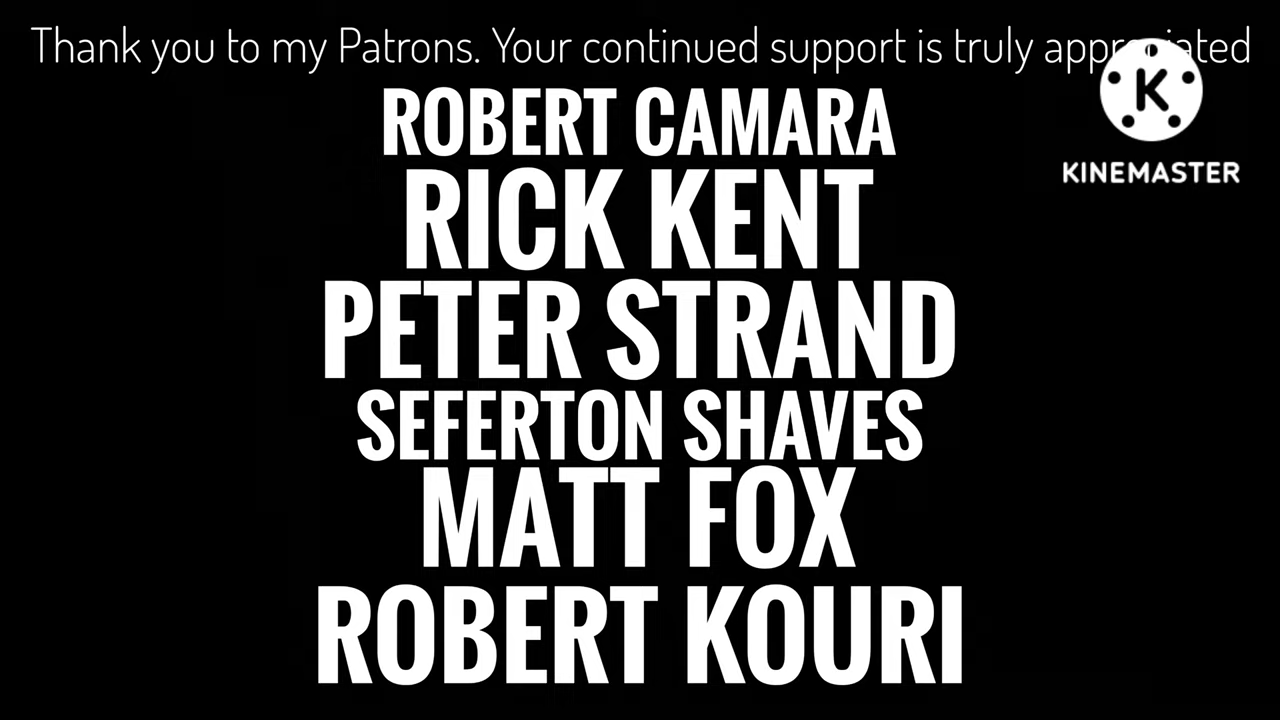 Thank you to my Patrons. Your continued support is truly appreciated
K
KINEMASTER
ROBERT CAMARA
RICK KENT
PETER STRAND
SEFERTON SHAVES
MATT FOX
ROBERT KOURI